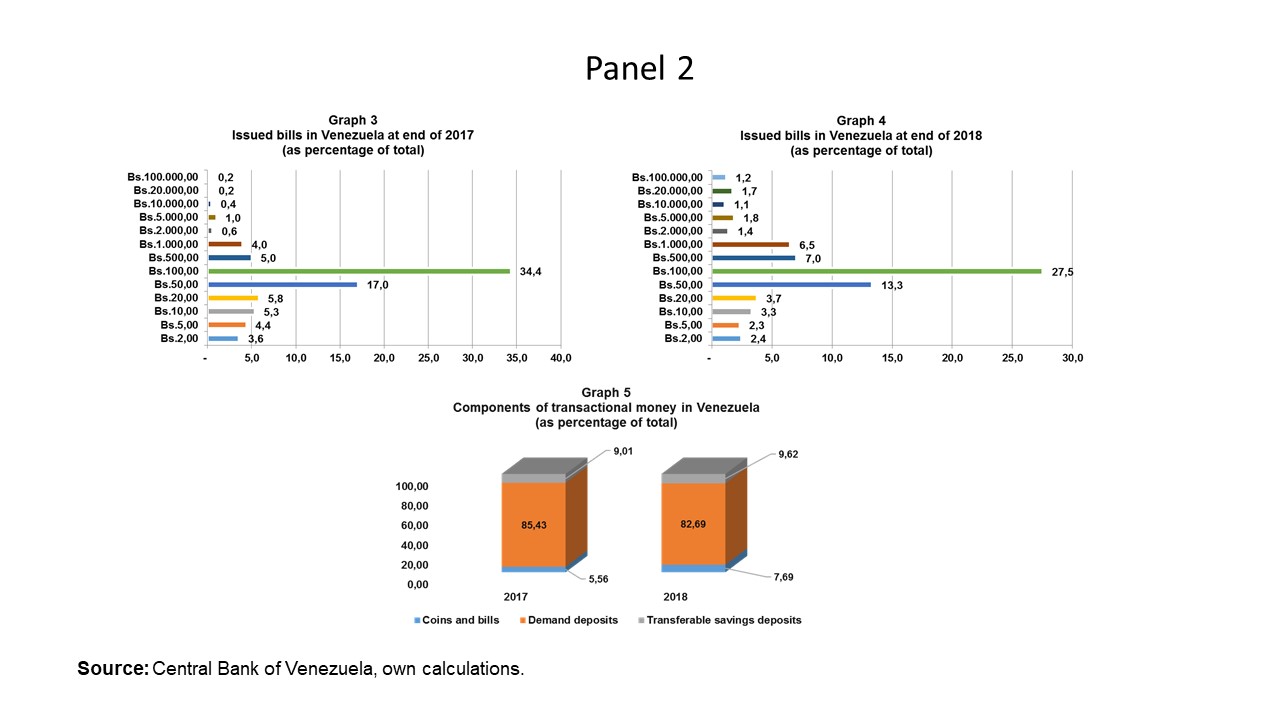 Panel 2
Graph 3
Issued bills in Venezuela at end of 2017
(as percentage of total)
Bs.100.000,00 0,2
Bs.20.000,00 0,2
Bs.10.000,00 0,4
Bs.5.000,00 1,0
Bs.2.000,00 0,6
Bs.1.000,00 4,0
Bs.500,00 5,0
Bs.100,00 34,4
Bs.50,00 17,0
Bs.20,00 5,8
Bs.10,00 5,3
Bs.5,00 4,4
Bs.2,00 3,6
- 5,0 10,0 15,0 20,0 25,0 30,0 35,0 40,0
Graph 4
Issued bills in Venezuela at end of 2018
(as percentage of total)
Bs.100.000,00 1,2
Bs.20.000,00 1,7
Bs.10.000,00 1,1
Bs.5.000,00 1,8
Bs.2.000,00 1,4
Bs.1.000,00 6,5
Bs.500,00 7,0
Bs.100,00 27,5
Bs.50,00 13,3
Bs.20,00 3,7
Bs.10,00 3,3
Bs.5,00 2,3
Bs.2,00 2,4
- 5,0 10,0 15,0 20,0 25,0 30,0
Graph 5
Components of transactional money in Venezuela
(as percentage of total)
9,01 9,62
100,00
80,00
60,00
40,00
20,00
0,00
85,43 82,69
5,56 7,69
2017 2018
Coins and bills Demand deposits Transferable savings deposits
Source: Central Bank of Venezuela, own calculations.